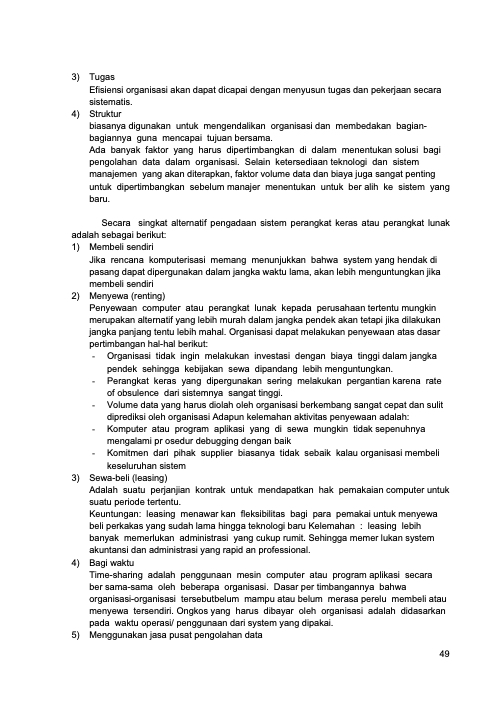 3) Tugas
Efisiensi organisasi akan dapat dicapai dengan menyusun tugas dan pekerjaan secara
sistematis.
4) Struktur
biasanya digunakan untuk mengendalikan organisasi dan membedakan bagian-
bagiannya guna mencapai tujuan bersama.
Ada banyak faktor yang harus dipertimbangkan di dalam menentukan solusi bagi
pengolahan data dalam organisasi. Selain ketersediaan teknologi dan sistem
manajemen yang akan diterapkan, faktor volume data dan biaya juga sangat penting
untuk dipertimbangkan sebelum manajer menentukan untuk ber alih ke sistem yang
baru.
Secara singkat alternatif pengadaan sistem perangkat keras atau perangkat lunak
adalah sebagai berikut:
1) Membeli sendiri
Jika rencana komputerisasi memang menunjukkan bahwa system yang hendak di
pasang dapat dipergunakan dalam jangka waktu lama, akan lebih menguntungkan jika
membeli sendiri
2) Menyewa (renting)
Penyewaan computer atau perangkat lunak kepada perusahaan tertentu mungkin
merupakan alternatif yang lebih murah dalam jangka pendek akan tetapi jika dilakukan
jangka panjang tentu lebih mahal. Organisasi dapat melakukan penyewaan atas dasar
pertimbangan hal-hal berikut:
- Organisasi tidak ingin melakukan investasi dengan biaya tinggi dalam jangka
pendek sehingga kebijakan sewa dipandang lebih menguntungkan.
- Perangkat keras yang dipergunakan sering melakukan pergantian karena rate
of obsulence dari sistemnya sangat tinggi.
- Volume data yang harus diolah oleh organisasi berkembang sangat cepat dan sulit
diprediksi oleh organisasi Adapun kelemahan aktivitas penyewaan adalah:
- Komputer atau program aplikasi yang di sewa mungkin tidak sepenuhnya
mengalami pr osedur debugging dengan baik
- Komitmen dari pihak supplier biasanya tidak sebaik kalau organisasi membeli
keseluruhan sistem
3) Sewa-beli (leasing)
Adalah suatu perjanjian kontrak untuk mendapatkan hak pemakaian computer untuk
suatu periode tertentu.
Keuntungan: leasing menawar kan fleksibilitas bagi para pemakai untuk menyewa
beli perkakas yang sudah lama hingga teknologi baru Kelemahan : leasing lebih
banyak memerlukan administrasi yang cukup rumit. Sehingga memer lukan system
akuntansi dan administrasi yang rapid an professional.
4) Bagi waktu
Time-sharing adalah penggunaan mesin computer atau program aplikasi secara
ber sama-sama oleh beberapa organisasi. Dasar per timbangannya bahwa
organisasi-organisasi tersebutbelum mampu atau belum merasa perelu membeli atau
menyewa tersendiri. Ongkos yang harus dibayar oleh organisasi adalah didasarkan
pada waktu operasi/ penggunaan dari system yang dipakai.
5) Menggunakan jasa pusat pengolahan data
49